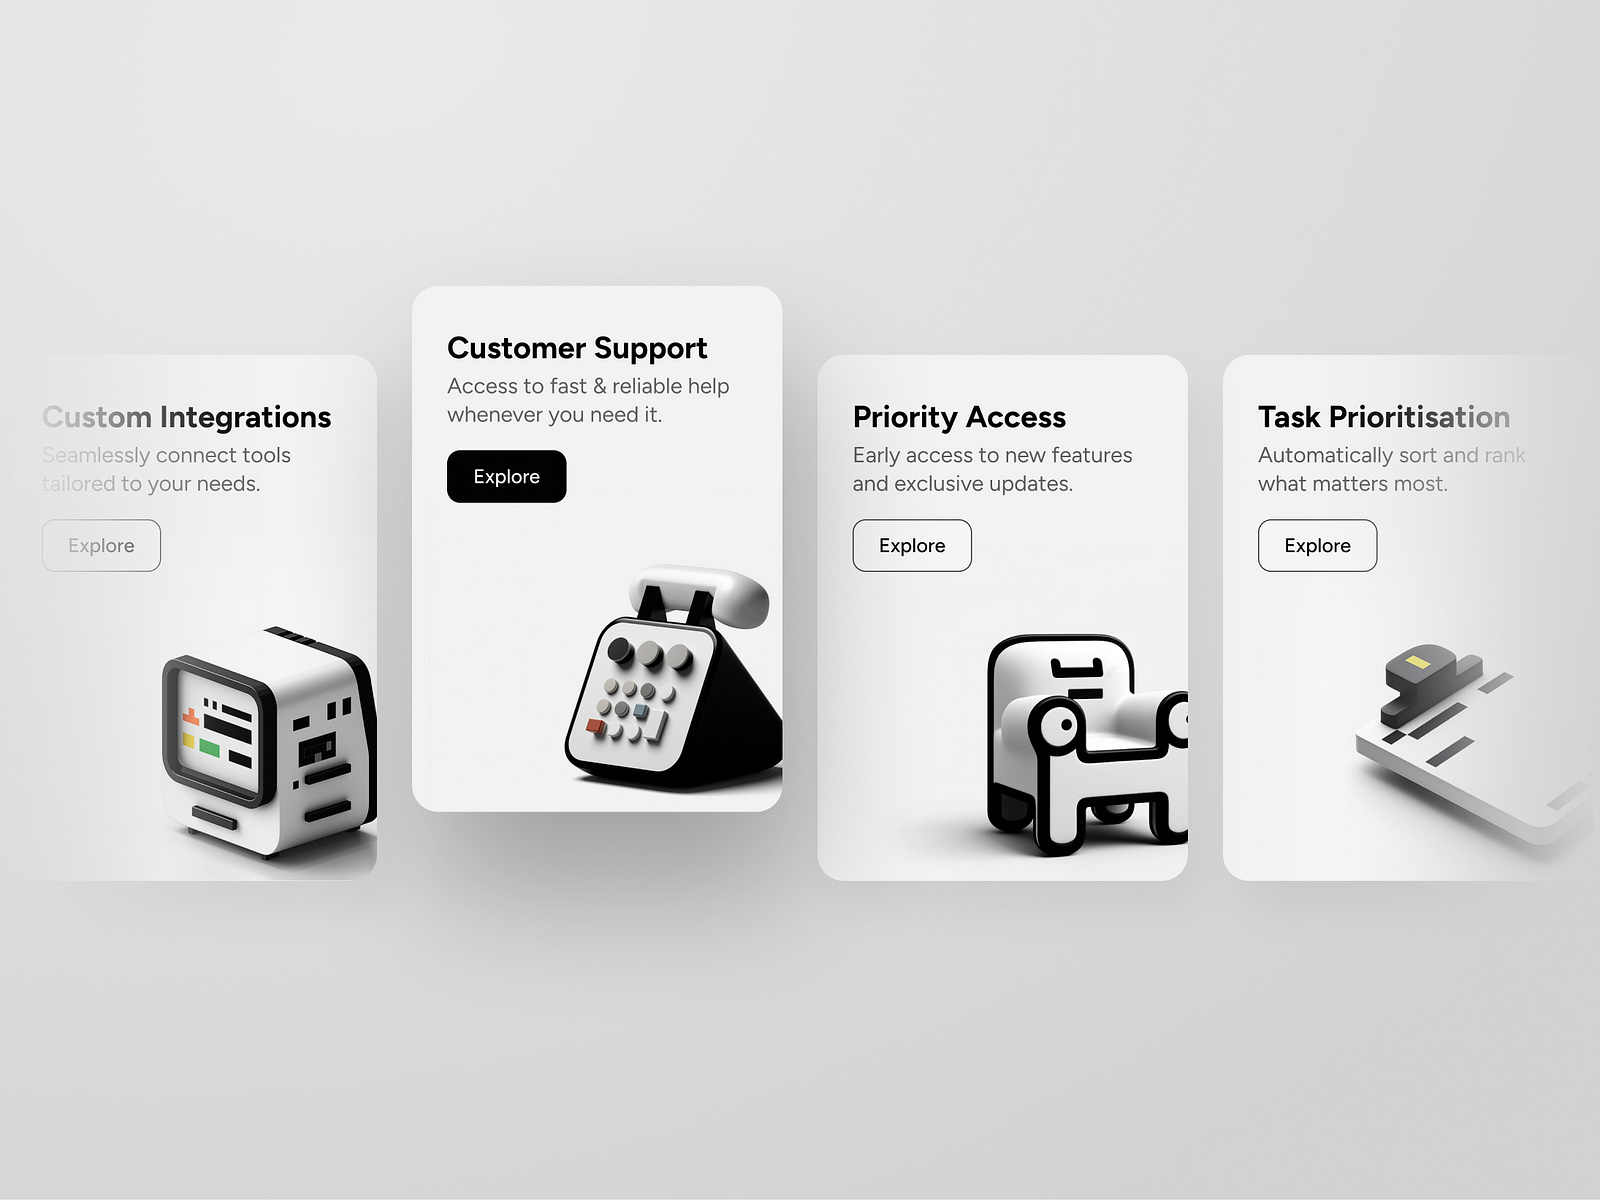 Custom Integrations
Seamlessly connect tools
tailored to your needs.
Explore
Customer Support
Access to fast & reliable help
whenever you need it.
Explore
Priority Access
Early access to new features
and exclusive updates.
Explore
Task Prioritisation
Automatically sort and rank
what matters most.
Explore